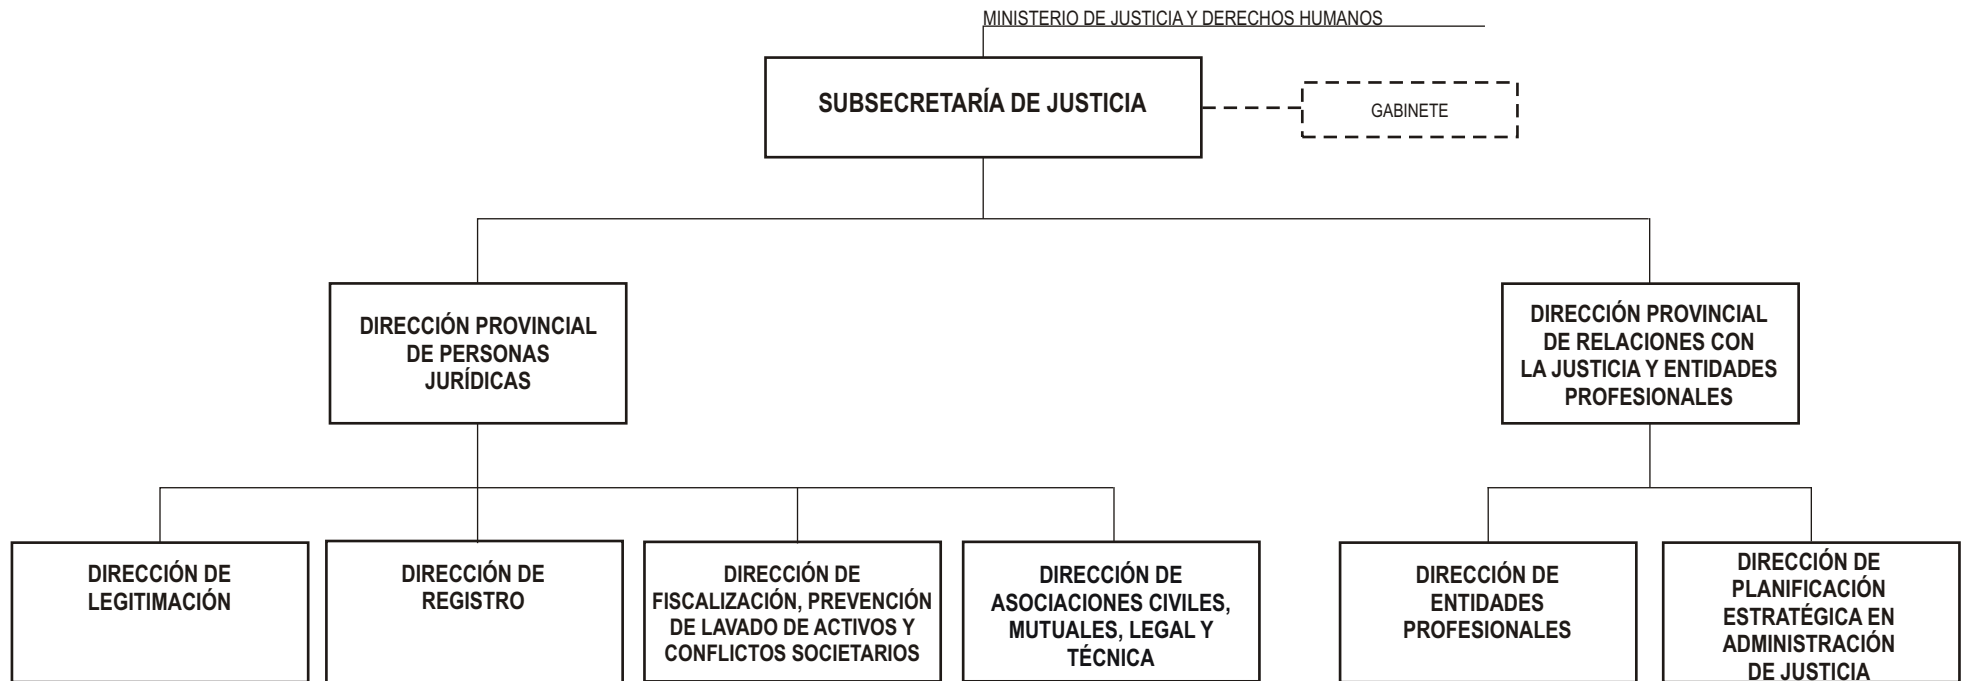 MINISTERIO DE JUSTICIA Y DERECHOS HUMANOS
SUBSECRETARÍA DE JUSTICIA
GABINETE
DIRECCIÓN PROVINCIAL
DE PERSONAS
JURÍDICAS
DIRECCIÓN PROVINCIAL
DE RELACIONES CON
LA JUSTICIA Y ENTIDADES
PROFESIONALES
DIRECCIÓN DE
LEGITIMACIÓN
DIRECCIÓN DE
REGISTRO
DIRECCIÓN DE
FISCALIZACIÓN, PREVENCIÓN
DE LAVADO DE ACTIVOS Y
CONFLICTOS SOCIETARIOS
DIRECCIÓN DE
ASOCIACIONES CIVILES,
MUTUALES, LEGAL Y
TÉCNICA
DIRECCIÓN DE
ENTIDADES
PROFESIONALES
DIRECCIÓN DE
PLANIFICACIÓN
ESTRATÉGICA EN
ADMINISTRACIÓN
DE JUSTICIA